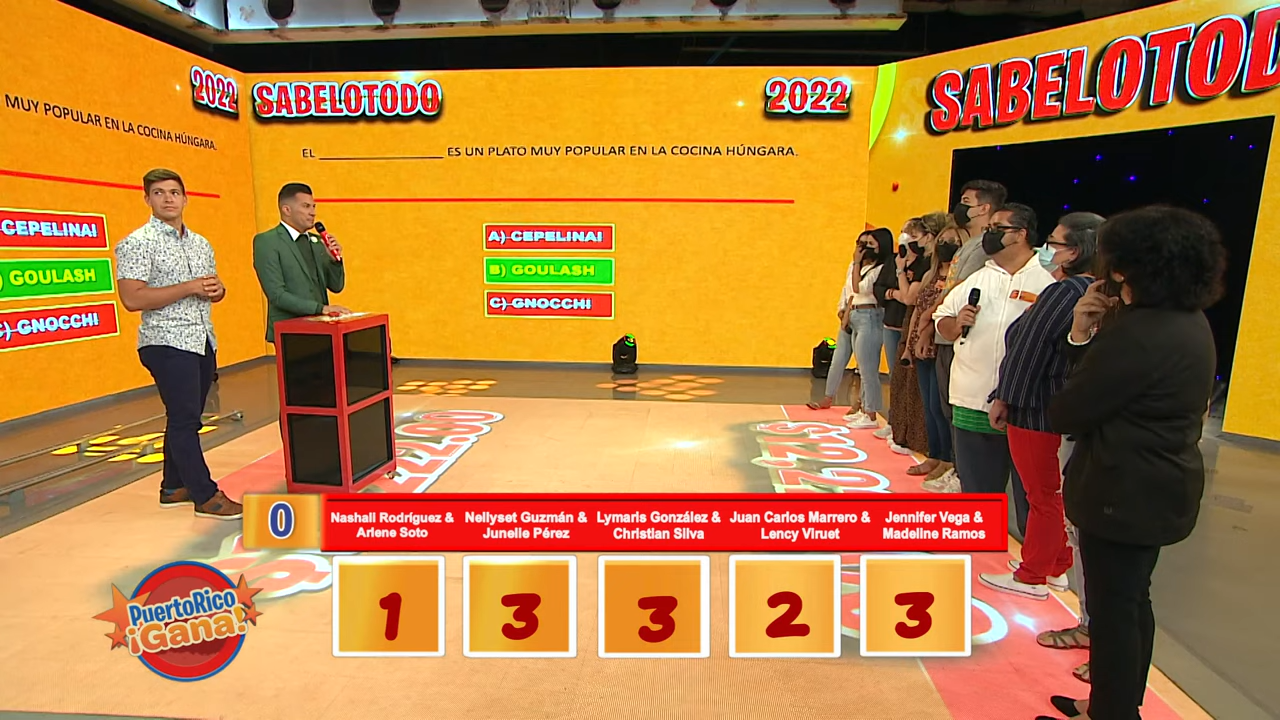 2022
SABELOTODO
2022
SABELOTOD
MUY POPULAR EN LA COCINA HÚNGARA.
EL ______________ ES UN PLATO MUY POPULAR EN LA COCINA HÚNGARA.
CEPELINAI
) GOULASH
C) GNOCCHI
A) CEPELINAI
B) GOULASH
C) GNOCCHI
0
Nashali Rodríguez &
Arlene Soto
Nellyset Guzmán &
Junelle Pérez
Lymaris González &
Christian Silva
Juan Carlos Marrero &
Lency Viruet
Jennifer Vega &
Madeline Ramos
1
3
3
2
3
PuertoRico
¡Gana!